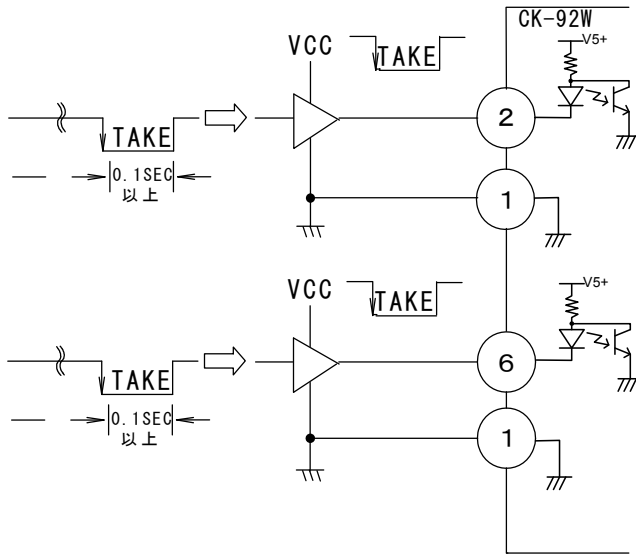 CK-92W
VCC
TAKE
V5+
2
TAKE
0.1SEC
以上
1
VCC
TAKE
V5+
TAKE
6
0.1SEC
以上
1